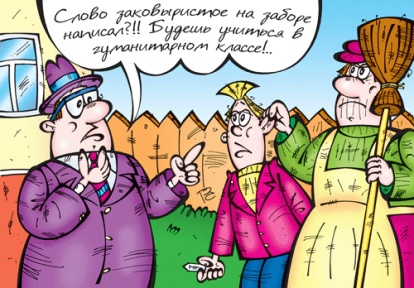 Слово заковыристое на заборе
написал?!! Будешь учиться в
гуманитарном классе!..